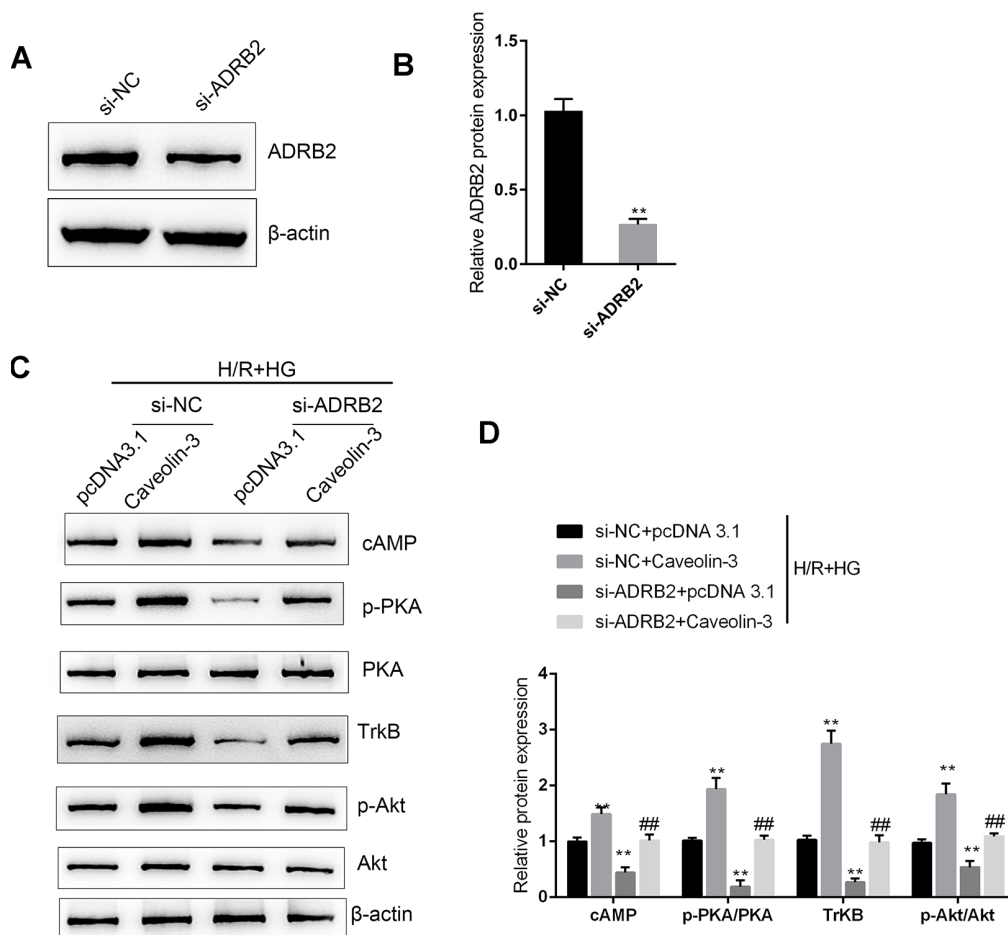 A
si-NC
si-ADRB2
ADRB2
β-actin
B
Relative ADRB2 protein expression
1.5
1.0
0.5
0.0
**
si-NC
si-ADRB2
C
H/R+HG
si-NC
si-ADRB2
pcDNA3.1
Caveolin-3
pcDNA3.1
Caveolin-3
cAMP
p-PKA
PKA
TrkB
p-Akt
Akt
β-actin
D
si-NC+pcDNA 3.1
si-NC+Caveolin-3
si-ADRB2+pcDNA 3.1
si-ADRB2+Caveolin-3
H/R+HG
Relative protein expression
4
3
2
1
0
** ** ##
** ** ##
** ** ##
** ** ##
cAMP
p-PKA/PKA
TrKB
p-Akt/Akt